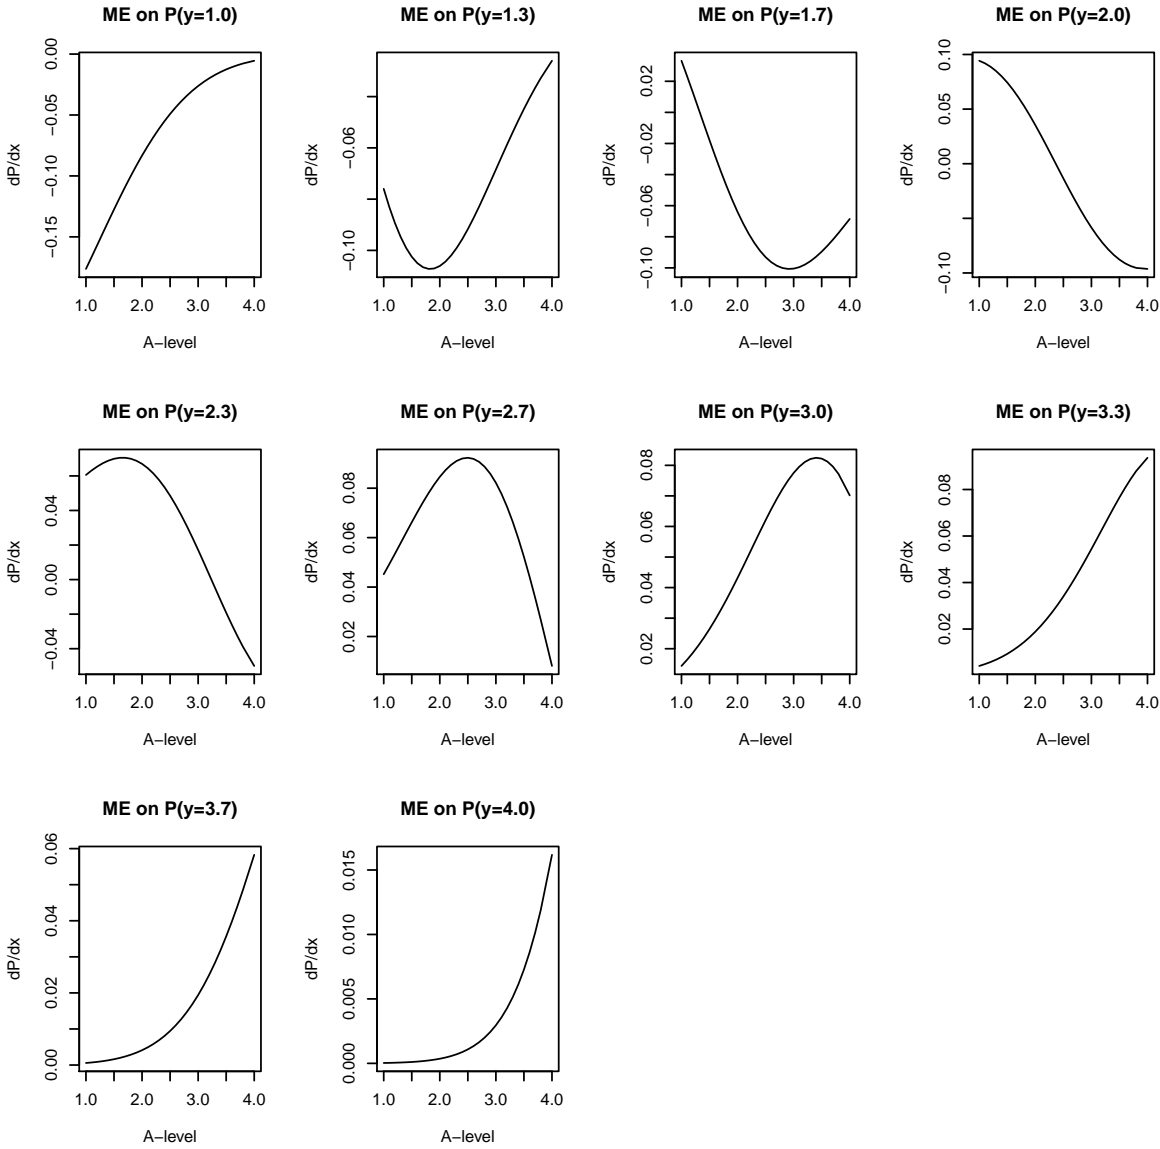 ME on P(y=1.0)
dP/dx
0.00
−0.05
−0.10
−0.15
1.0 2.0 3.0 4.0
A−level
ME on P(y=1.3)
dP/dx
−0.06
−0.10
1.0 2.0 3.0 4.0
A−level
ME on P(y=1.7)
dP/dx
0.02
−0.02
−0.06
−0.10
1.0 2.0 3.0 4.0
A−level
ME on P(y=2.0)
dP/dx
0.10
0.05
0.00
−0.10
1.0 2.0 3.0 4.0
A−level
ME on P(y=2.3)
dP/dx
0.04
0.00
−0.04
1.0 2.0 3.0 4.0
A−level
ME on P(y=2.7)
dP/dx
0.08
0.06
0.04
0.02
1.0 2.0 3.0 4.0
A−level
ME on P(y=3.0)
dP/dx
0.08
0.06
0.04
0.02
1.0 2.0 3.0 4.0
A−level
ME on P(y=3.3)
dP/dx
0.08
0.06
0.04
0.02
1.0 2.0 3.0 4.0
A−level
ME on P(y=3.7)
dP/dx
0.06
0.04
0.02
0.00
1.0 2.0 3.0 4.0
A−level
ME on P(y=4.0)
dP/dx
0.015
0.010
0.005
0.000
1.0 2.0 3.0 4.0
A−level